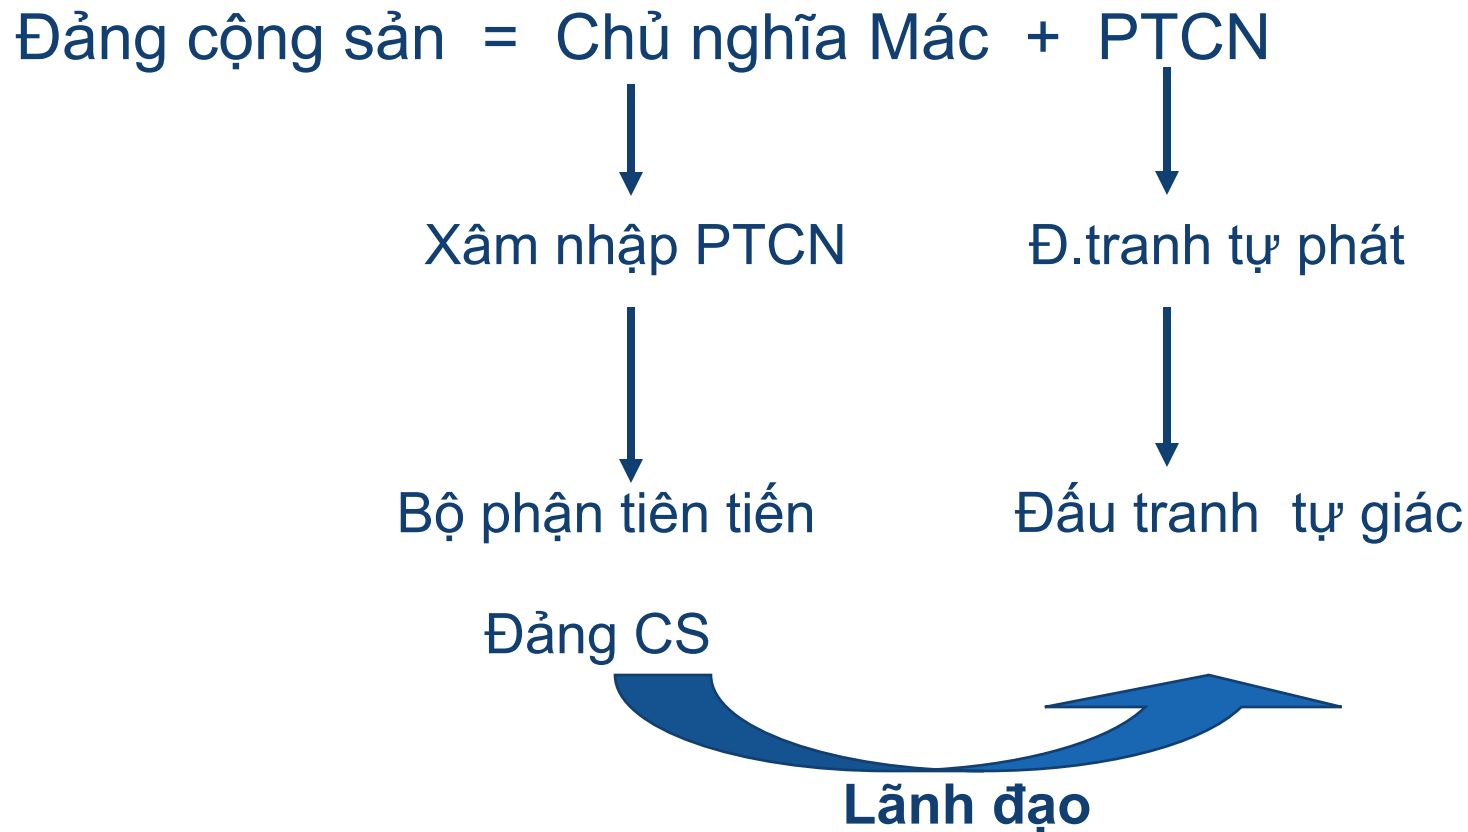 Đảng cộng sản = Chủ nghĩa Mác + PTCN
Xâm nhập PTCN Đ.tranh tự phát
Bộ phận tiên tiến Đấu tranh tự giác
Đảng CS
Lãnh đạo